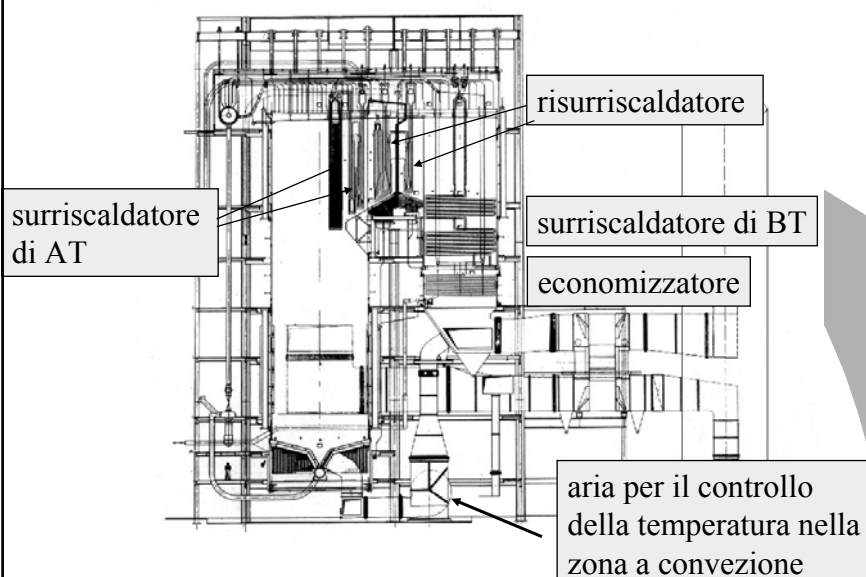 risurriscaldatore
surriscaldatore
di AT
surriscaldatore di BT
economizzatore
aria per il controllo
della temperatura nella
zona a convezione